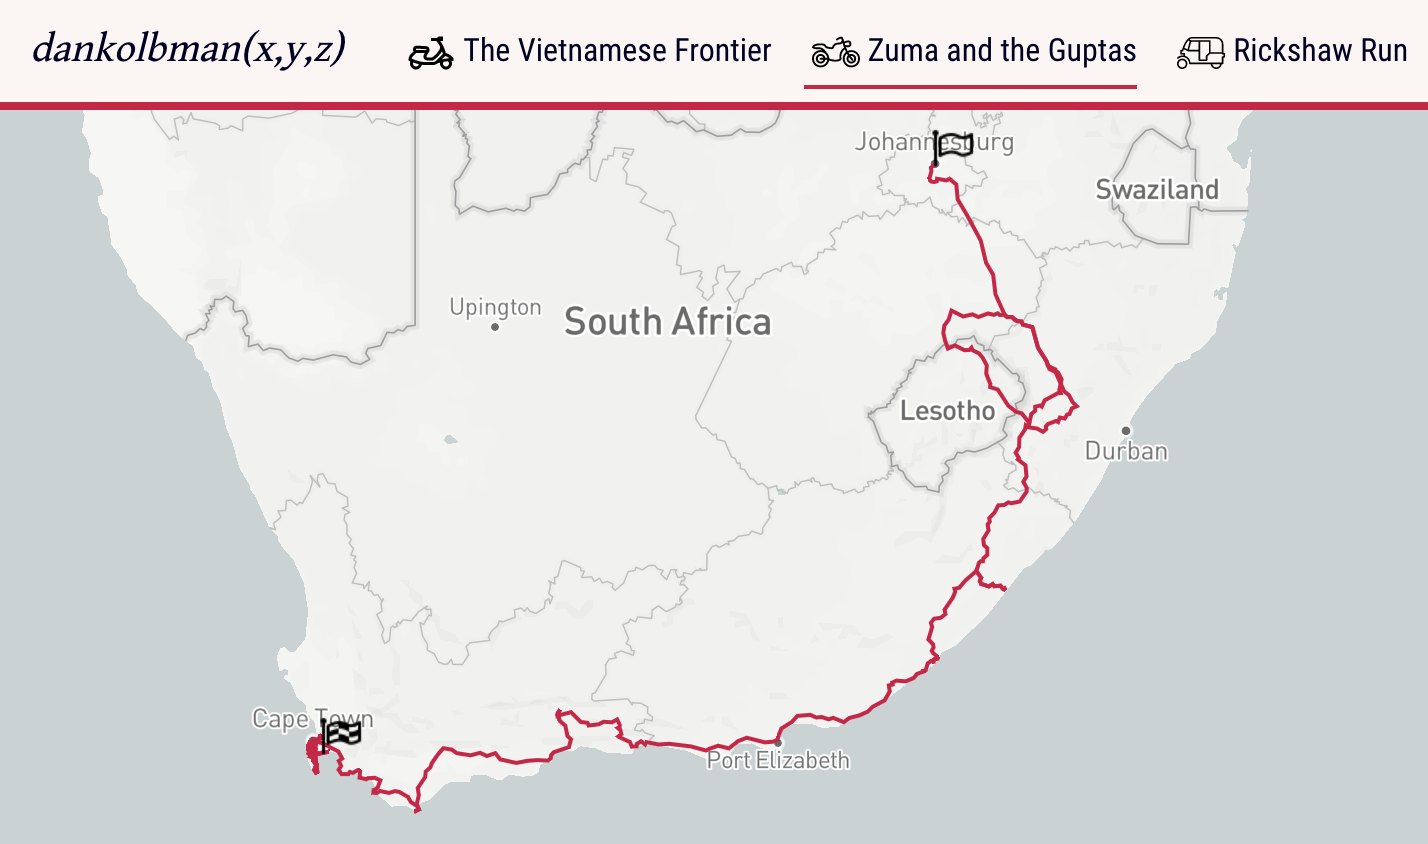 dankolbman(x,y,z)
The Vietnamese Frontier
Zuma and the Guptas
Rickshaw Run
Johannesburg
Swaziland
Upington
South Africa
Lesotho
Durban
Cape Town
Port Elizabeth